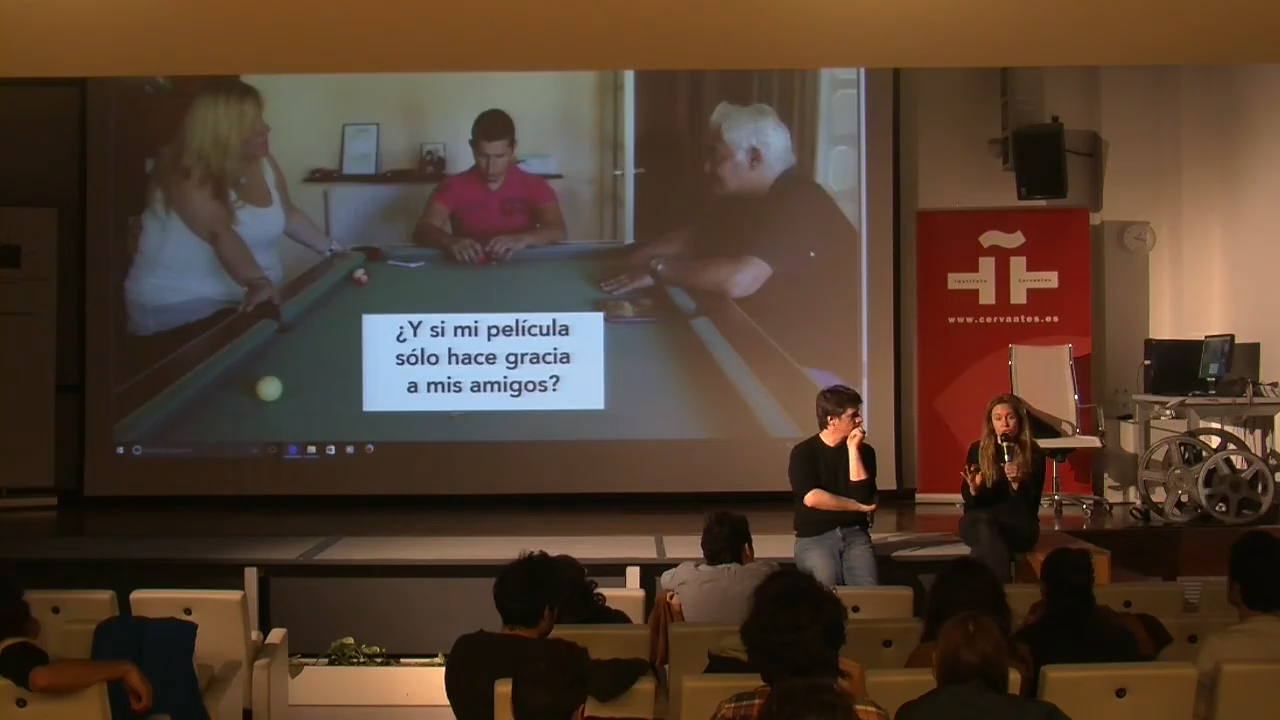 ¿Y si mi película
sólo hace gracia
a mis amigos?
Instituto Cervantes
www.cervantes.es